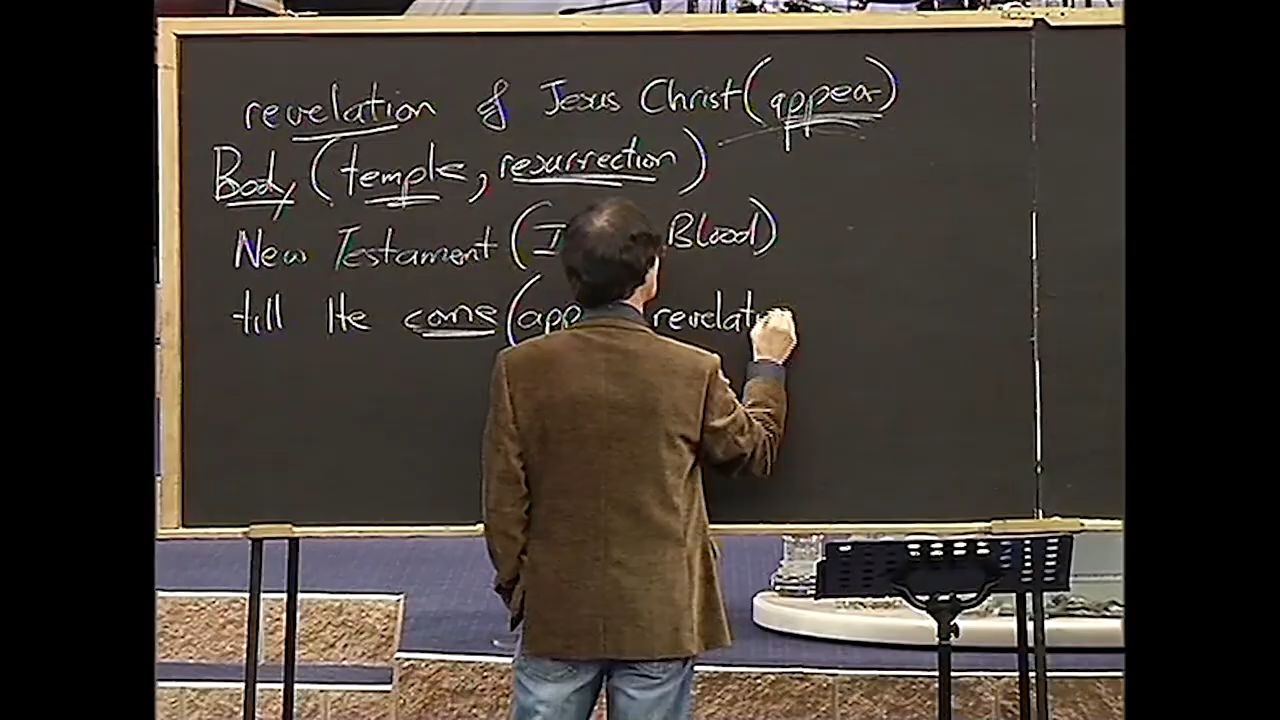 revelation of Jesus Christ (appear)
Body (temple, resurrection)
New Testament (I Blood)
till He come (app revelat